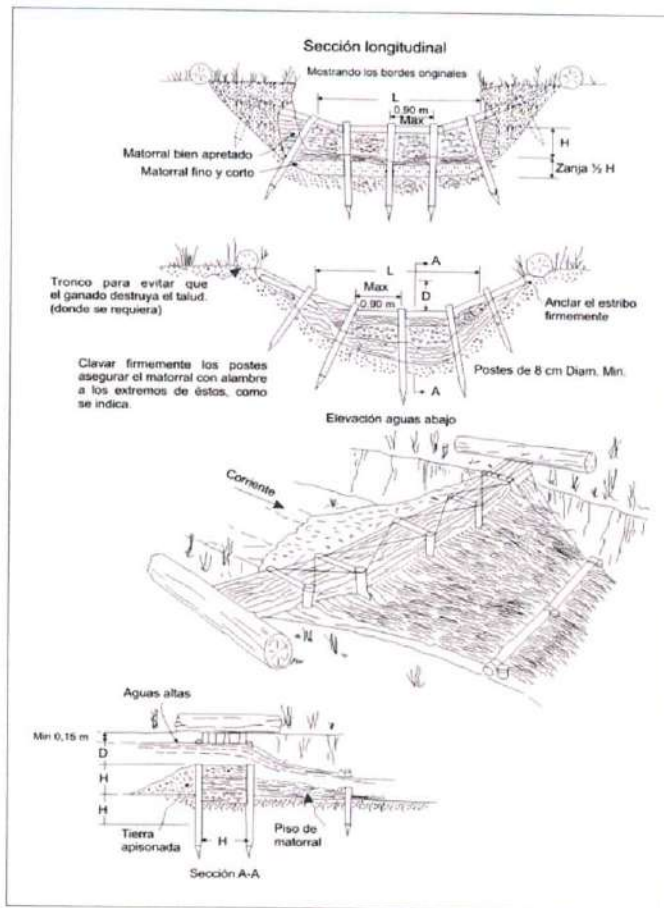 Sección longitudinal
Mostrando los bordes originales
L
0.90 m
Max
Matorral bien apretado
Matorral fino y corto
H
Zanja ½ H
A
L
Max
0.90 m
D
Tronco para evitar que
el ganado destruya el talud.
(donde se requiera)
Anclar el estribo
firmemente
Clavar firmemente los postes
asegurar el matorral con alambre
a los extremos de éstos, como
se indica.
Postes de 8 cm Diam. Min.
A
Elevación aguas abajo
Corriente
Aguas altas
Min 0,15 m
D
H
H
Tierra
apisonada
H
Piso de
matorral
Sección A-A